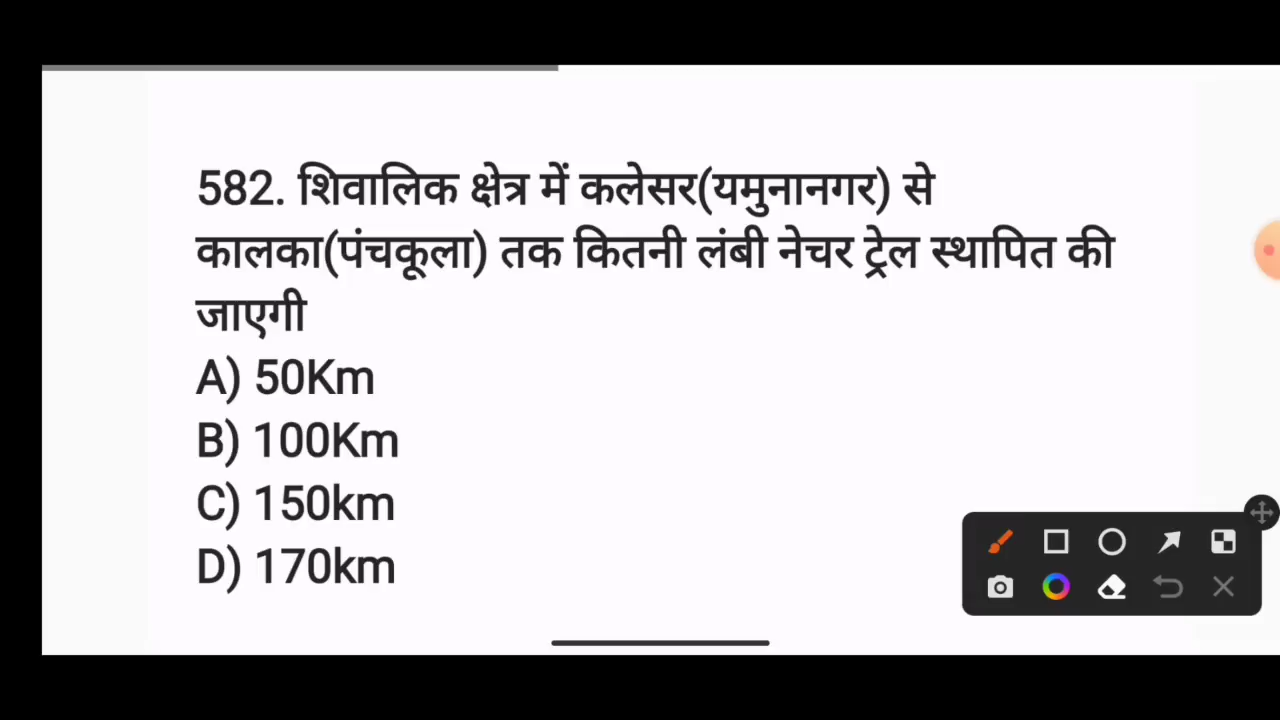 582. शिवालिक क्षेत्र में कलेसर(यमुनानगर) से
कालका(पंचकूला) तक कितनी लंबी नेचर ट्रेल स्थापित की
जाएगी
A) 50Km
B) 100Km
C) 150km
D) 170km